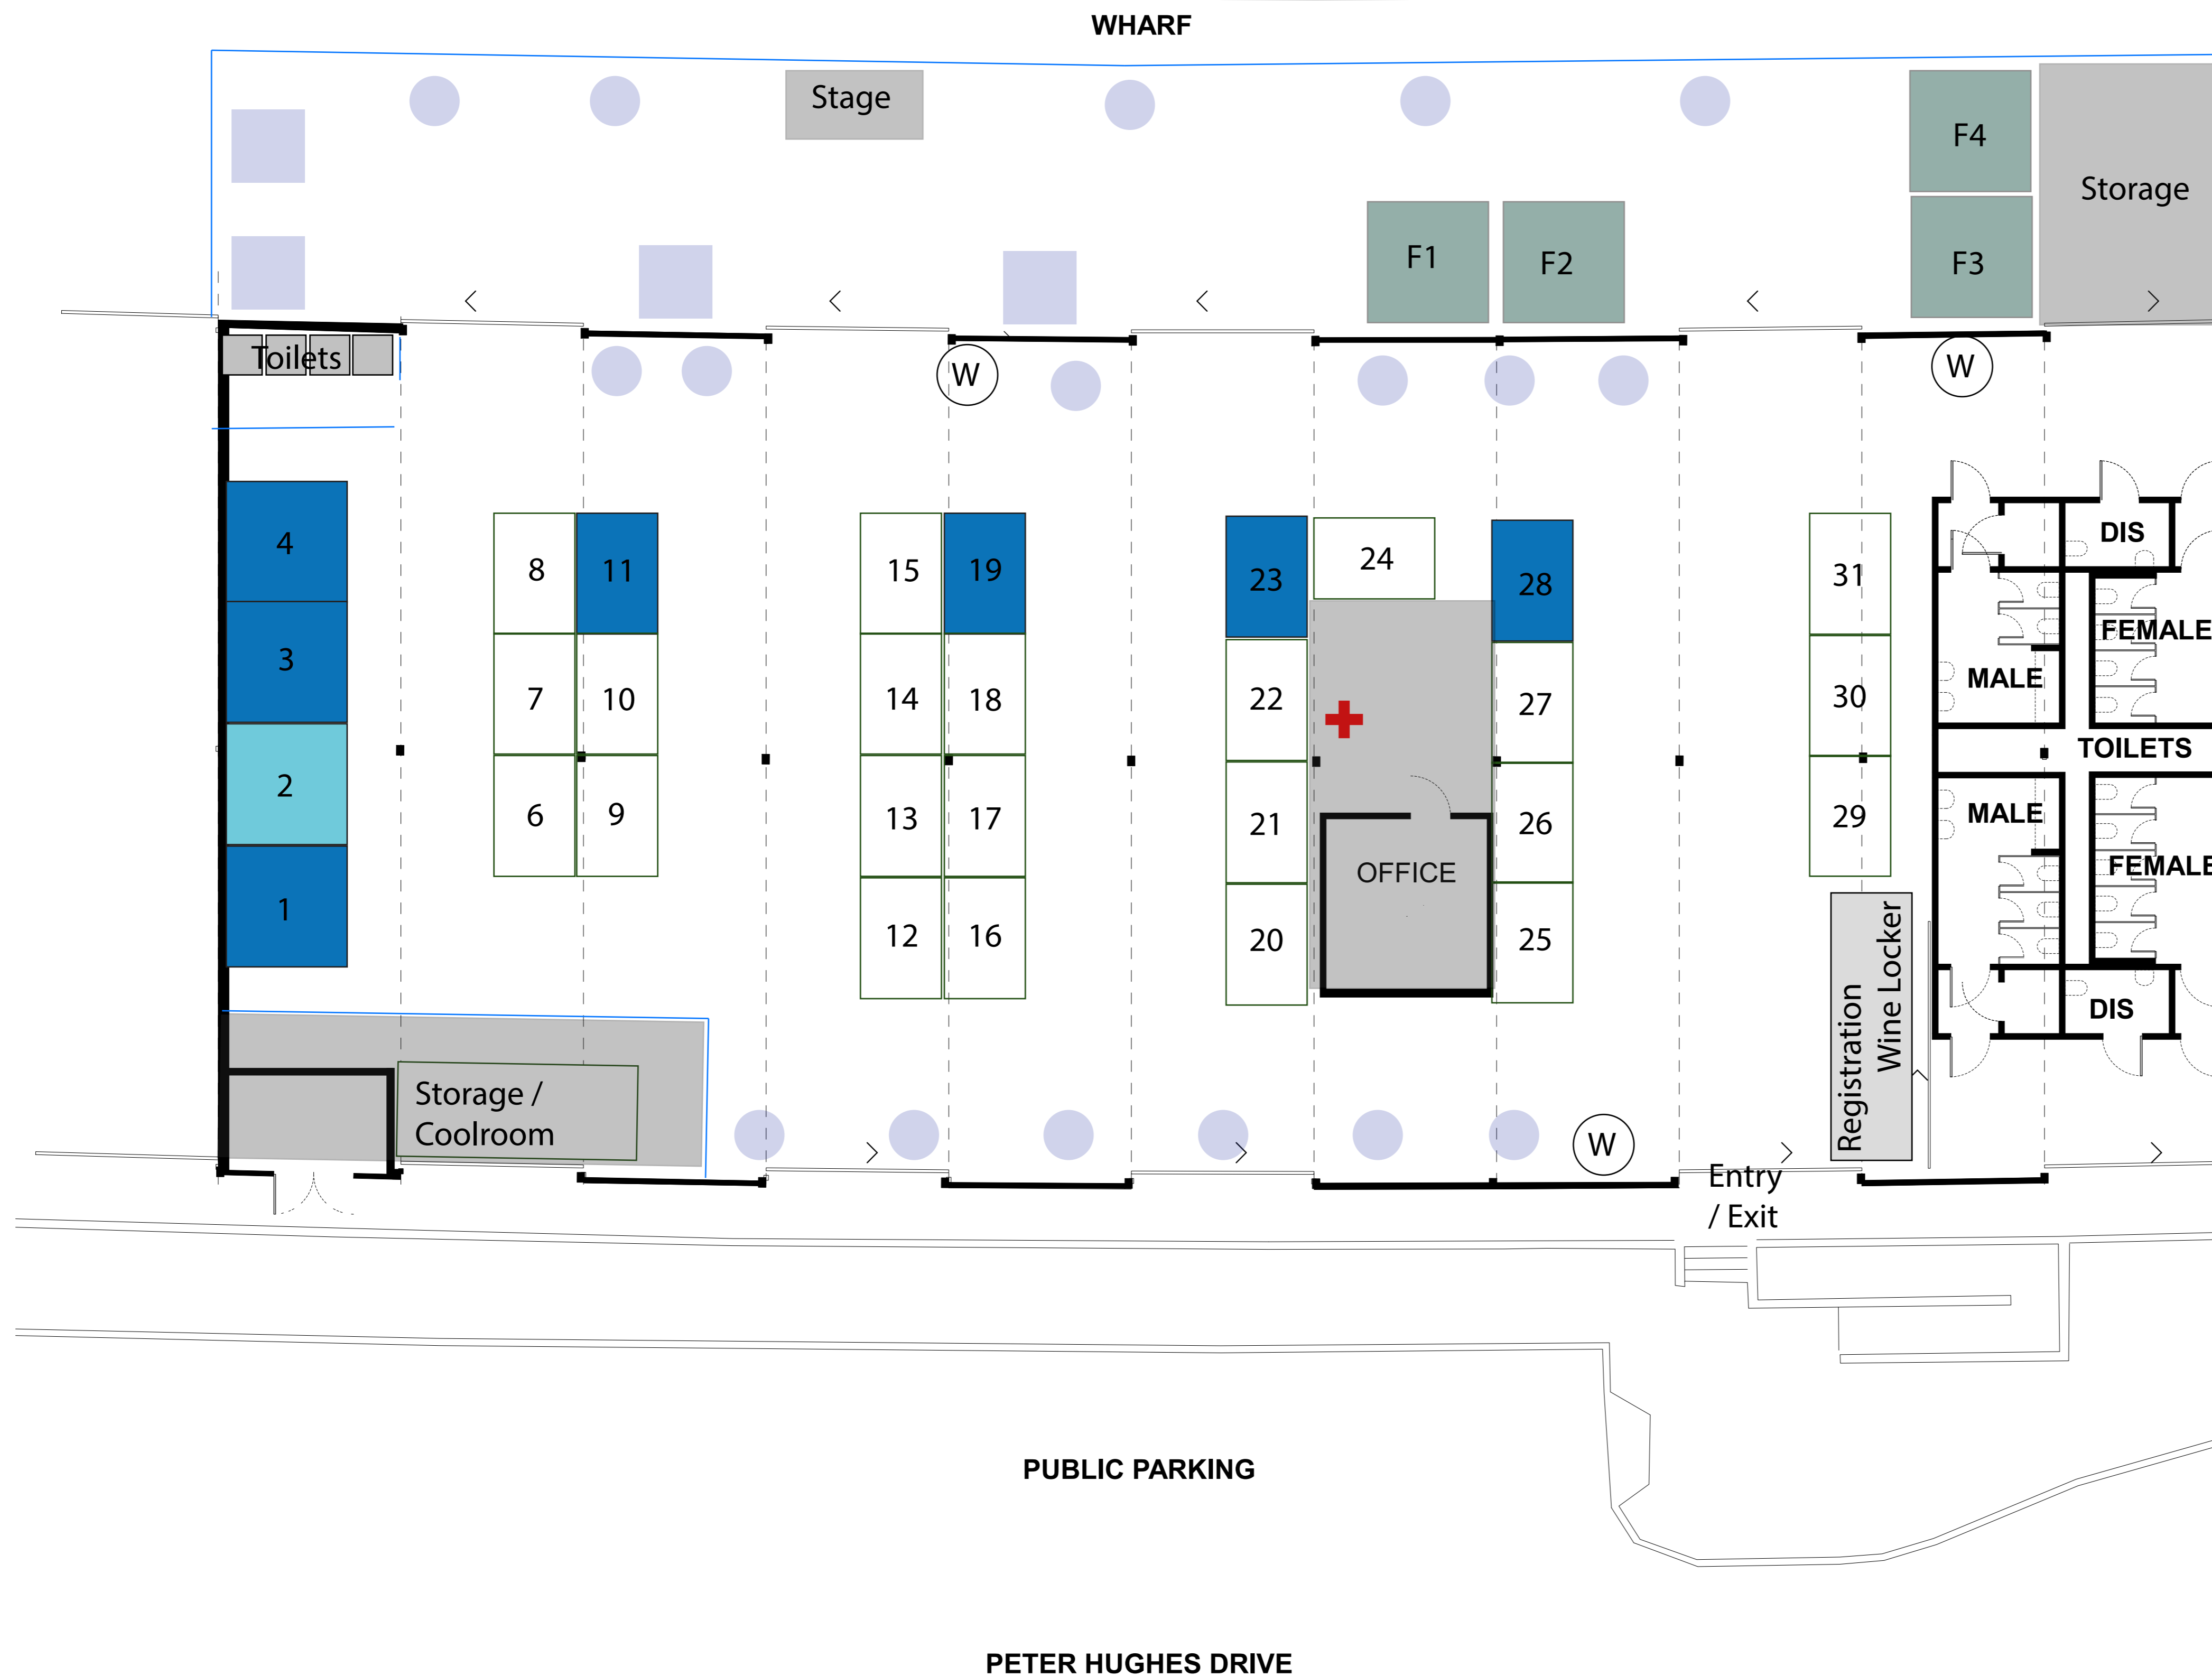 WHARF
Stage
F4
Storage
F1
F2
F3
Toilets
W
W
4
8
11
15
19
23
24
28
31
DIS
3
7
10
14
18
22
27
30
MALE
FEMALE
TOILETS
2
6
9
13
17
21
26
29
MALE
FEMALE
OFFICE
1
12
16
20
25
Registration
Wine Locker
DIS
Storage /
Coolroom
W
Entry
/ Exit
PUBLIC PARKING
PETER HUGHES DRIVE